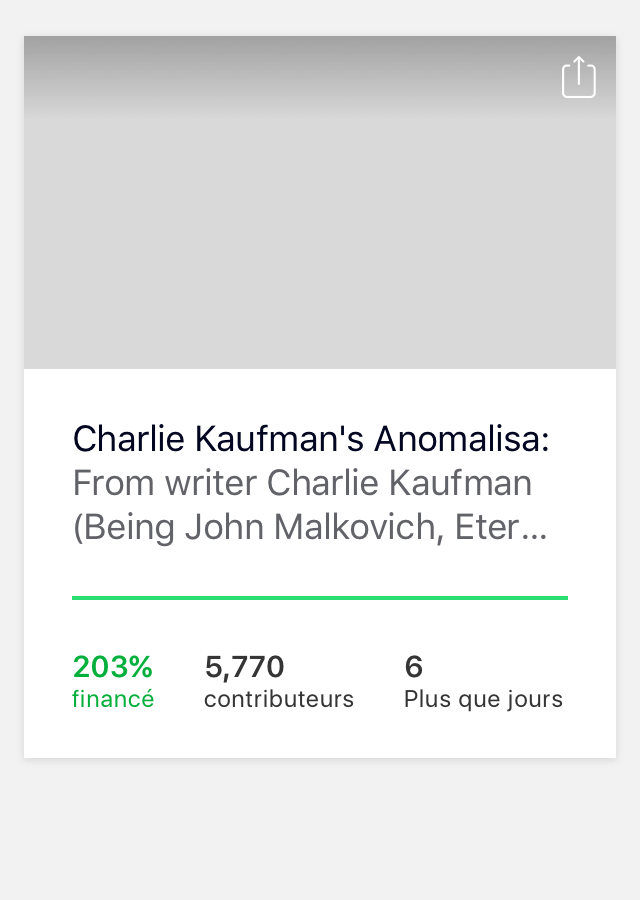 Charlie Kaufman's Anomalisa:
From writer Charlie Kaufman
(Being John Malkovich, Eter…
203% 5,770 6
financé contributeurs Plus que jours